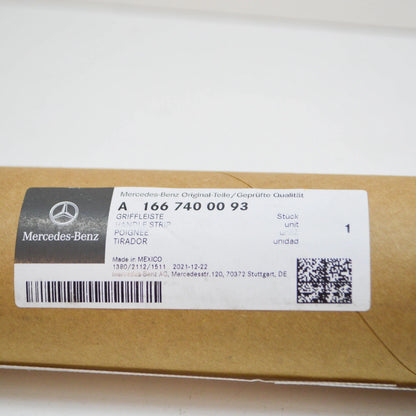 Mercedes-Benz Original-Teile/Geprüfte Qualität
A 166 740 00 93
GRIFFLEISTE Stück
HANDLE STRIP unit
POIGNEE
TIRADOR unidad
1
Mercedes-Benz
Made in MEXICO
1380/2112/1511 2021-12-22
Mercedes-Benz AG, Mercedesstr.120, 70372 Stuttgart, DE